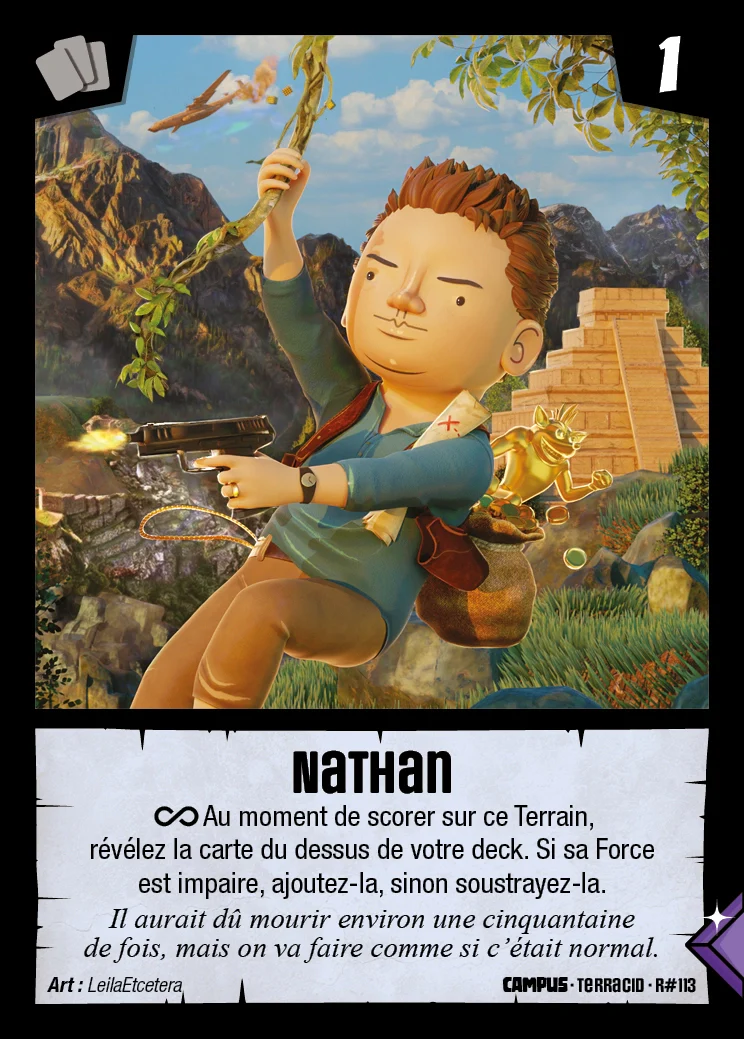 1
Nathan
∞ Au moment de scorer sur ce Terrain,
révélez la carte du dessus de votre deck. Si sa Force
est impaire, ajoutez-la, sinon soustrayez-la.
Il aurait dû mourir environ une cinquantaine
de fois, mais on va faire comme si c'était normal.
Art : LeilaEtcetera
CAMPUS · TERRACID · R#113